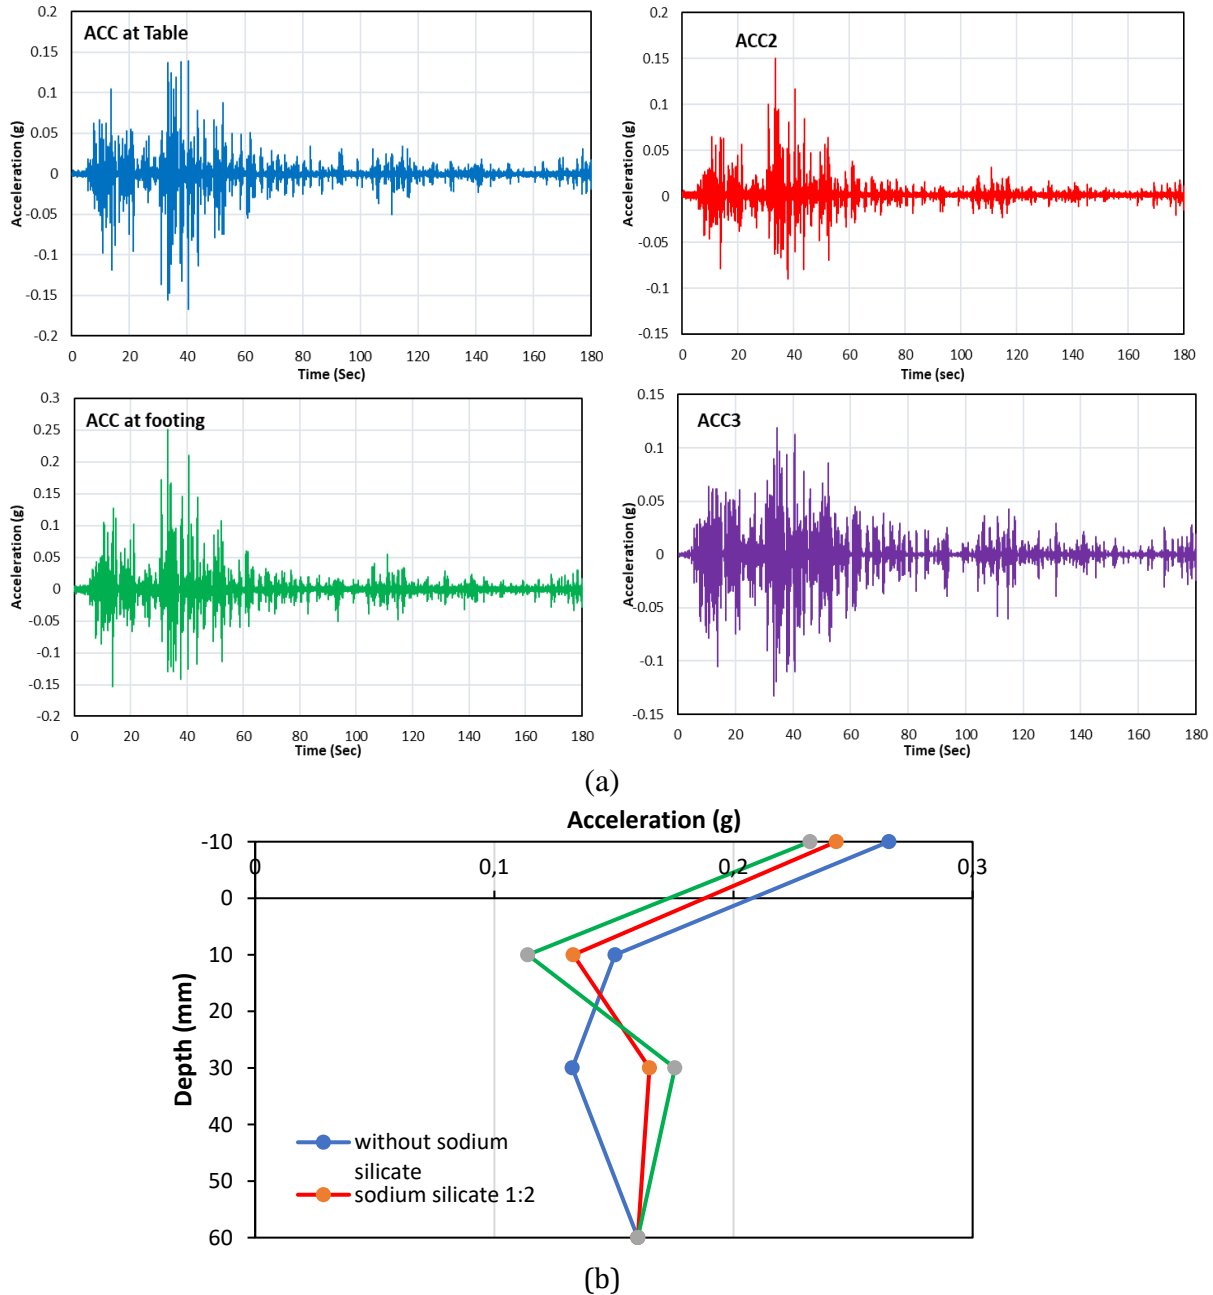 ACC at Table
0.2
0.15
0.1
0.05
0
-0.05
-0.1
-0.15
-0.2
Acceleration (g)
0 20 40 60 80 100 120 140 160 180
Time (Sec)
ACC2
0.2
0.15
0.1
0.05
0
-0.05
-0.1
-0.15
Acceleration (g)
0 20 40 60 80 100 120 140 160 180
Time (Sec)
ACC at footing
0.3
0.25
0.2
0.15
0.1
0.05
0
-0.05
-0.1
-0.15
-0.2
Acceleration (g)
0 20 40 60 80 100 120 140 160 180
Time (Sec)
ACC3
0.15
0.1
0.05
0
-0.05
-0.1
-0.15
Acceleration (g)
0 20 40 60 80 100 120 140 160 180
Time (Sec)
(a)
Acceleration (g)
0 0,1 0,2 0,3
-10
0
10
20
30
40
50
60
Depth (mm)
without sodium
silicate
sodium silicate 1:2
(b)